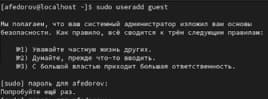 [afedorov@localhost ~]$ sudo useradd guest
Мы полагаем, что ваш системный администратор изложил вам основы
безопасности. Как правило, всё сводится к трём следующим правилам:
№1) Уважайте частную жизнь других.
№2) Думайте, прежде что-то вводить.
№3) С большой властью приходит большая ответственность.
[sudo] пароль для afedorov:
Попробуйте ещё раз.